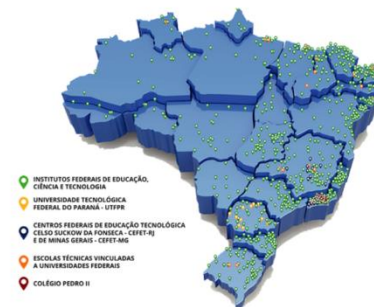 INSTITUTOS FEDERAIS DE EDUCAÇÃO,
CIÊNCIA E TECNOLOGIA
UNIVERSIDADE TECNOLÓGICA
FEDERAL DO PARANÁ - UTFPR
CENTROS FEDERAIS DE EDUCAÇÃO TECNOLÓGICA
CELSO SUCKOW DA FONSECA - CEFET-RJ
E DE MINAS GERAIS - CEFET-MG
ESCOLAS TÉCNICAS VINCULADAS
A UNIVERSIDADES FEDERAIS
COLÉGIO PEDRO II